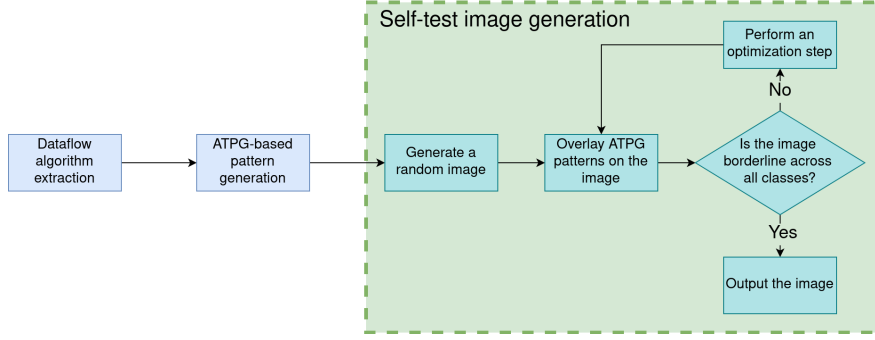 Self-test image generation
Dataflow
algorithm
extraction
ATPG-based
pattern
generation
Generate a
random image
Overlay ATPG
patterns on the
image
Perform an
optimization step
No
Is the image
borderline across
all classes?
Yes
Output the image